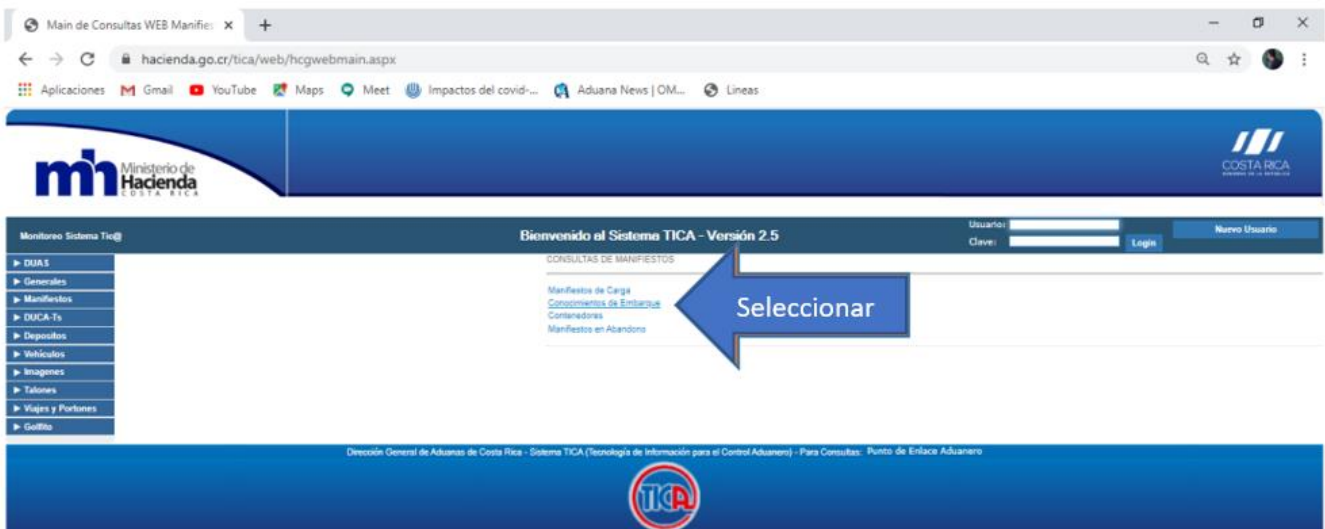 Main de Consultas WEB Manifie:
hacienda.go.cr/tica/web/hcgwebmain.aspx
Aplicaciones Gmail YouTube Maps Meet Impactos del covid-... Aduana News | OM... Lineas
mh Ministerio de
Hacienda
COSTA RICA
COSTA RICA
Monitoreo Sistema Tic@
Bienvenido al Sistema TICA - Versión 2.5
Usuario:
Clave:
Login
Nuevo Usuario
DUAS
Generales
Manifiestos
DUCA-Ts
Depositos
Vehículos
Imagenes
Talones
Viajes y Portones
Golfito
CONSULTAS DE MANIFIESTOS
Manifiestos de Carga
Conocimientos de Embarque
Contenedores
Manifiestos en Abandono
Seleccionar
Dirección General de Aduanas de Costa Rica - Sistema TICA (Tecnología de Información para el Control Aduanero) - Para Consultas: Punto de Enlace Aduanero
TICA